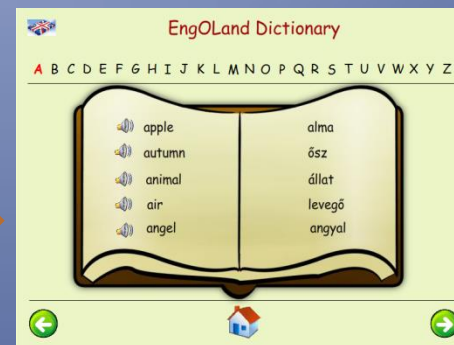 EngOLand Dictionary
A B C D E F G H I J K L M N O P Q R S T U V W X Y Z
apple alma
autumn ősz
animal állat
air levegő
angel angyal